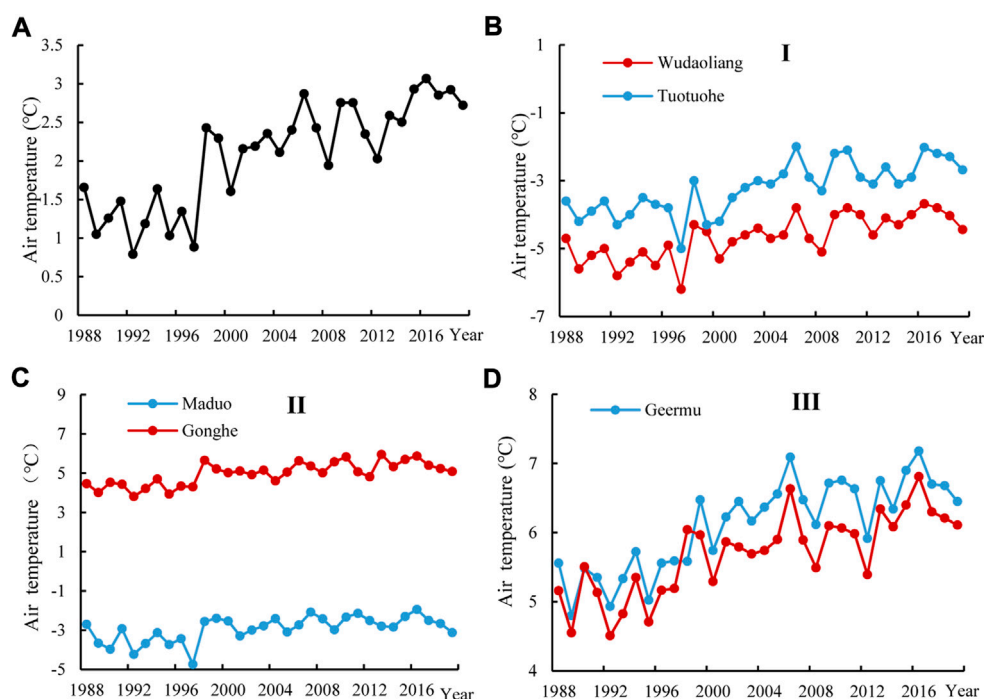 A
Air temperature (°C)
3.5
3
2.5
2
1.5
1
0.5
0
1988 1992 1996 2000 2004 2008 2012 2016 Year
B
I
Wudaoliang
Tuotuohe
Air temperature (°C)
1
-1
-3
-5
-7
1988 1992 1996 2000 2004 2008 2012 2016 Year
C
II
Maduo
Gonghe
Air temperature (°C)
9
7
5
3
1
-1
-3
-5
1988 1992 1996 2000 2004 2008 2012 2016 Year
D
III
Geermu
Air temperature (°C)
8
7
6
5
4
1988 1992 1996 2000 2004 2008 2012 2016 Year